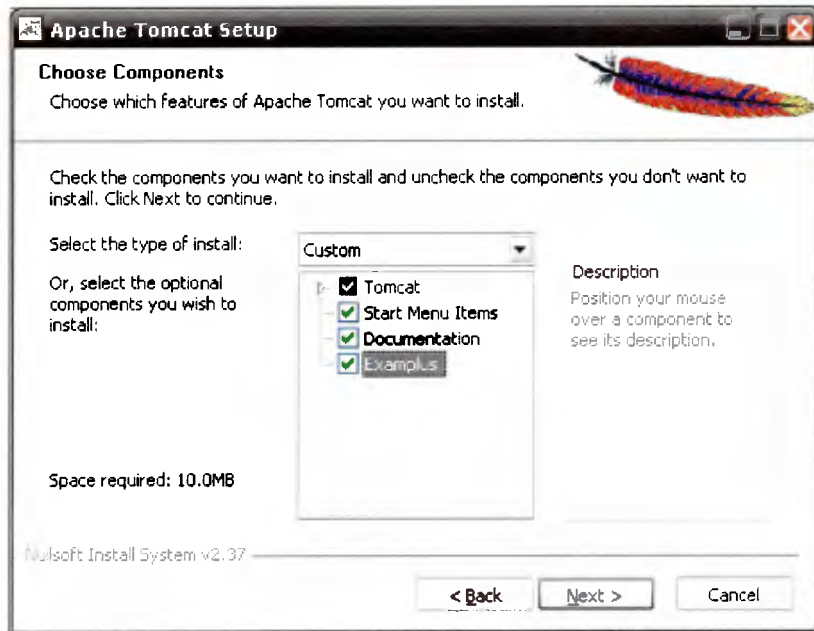 Apache Tomcat Setup
Choose Components
Choose which features of Apache Tomcat you want to install.
Check the components you want to install and uncheck the components you don't want to
install. Click Next to continue.
Select the type of install:
Custom
Or, select the optional
components you wish to
install:
Tomcat
Start Menu Items
Documentation
Examplus
Description
Position your mouse
over a component to
see its description.
Space required: 10.0MB
Nullsoft Install System v2.37
< Back
Next >
Cancel